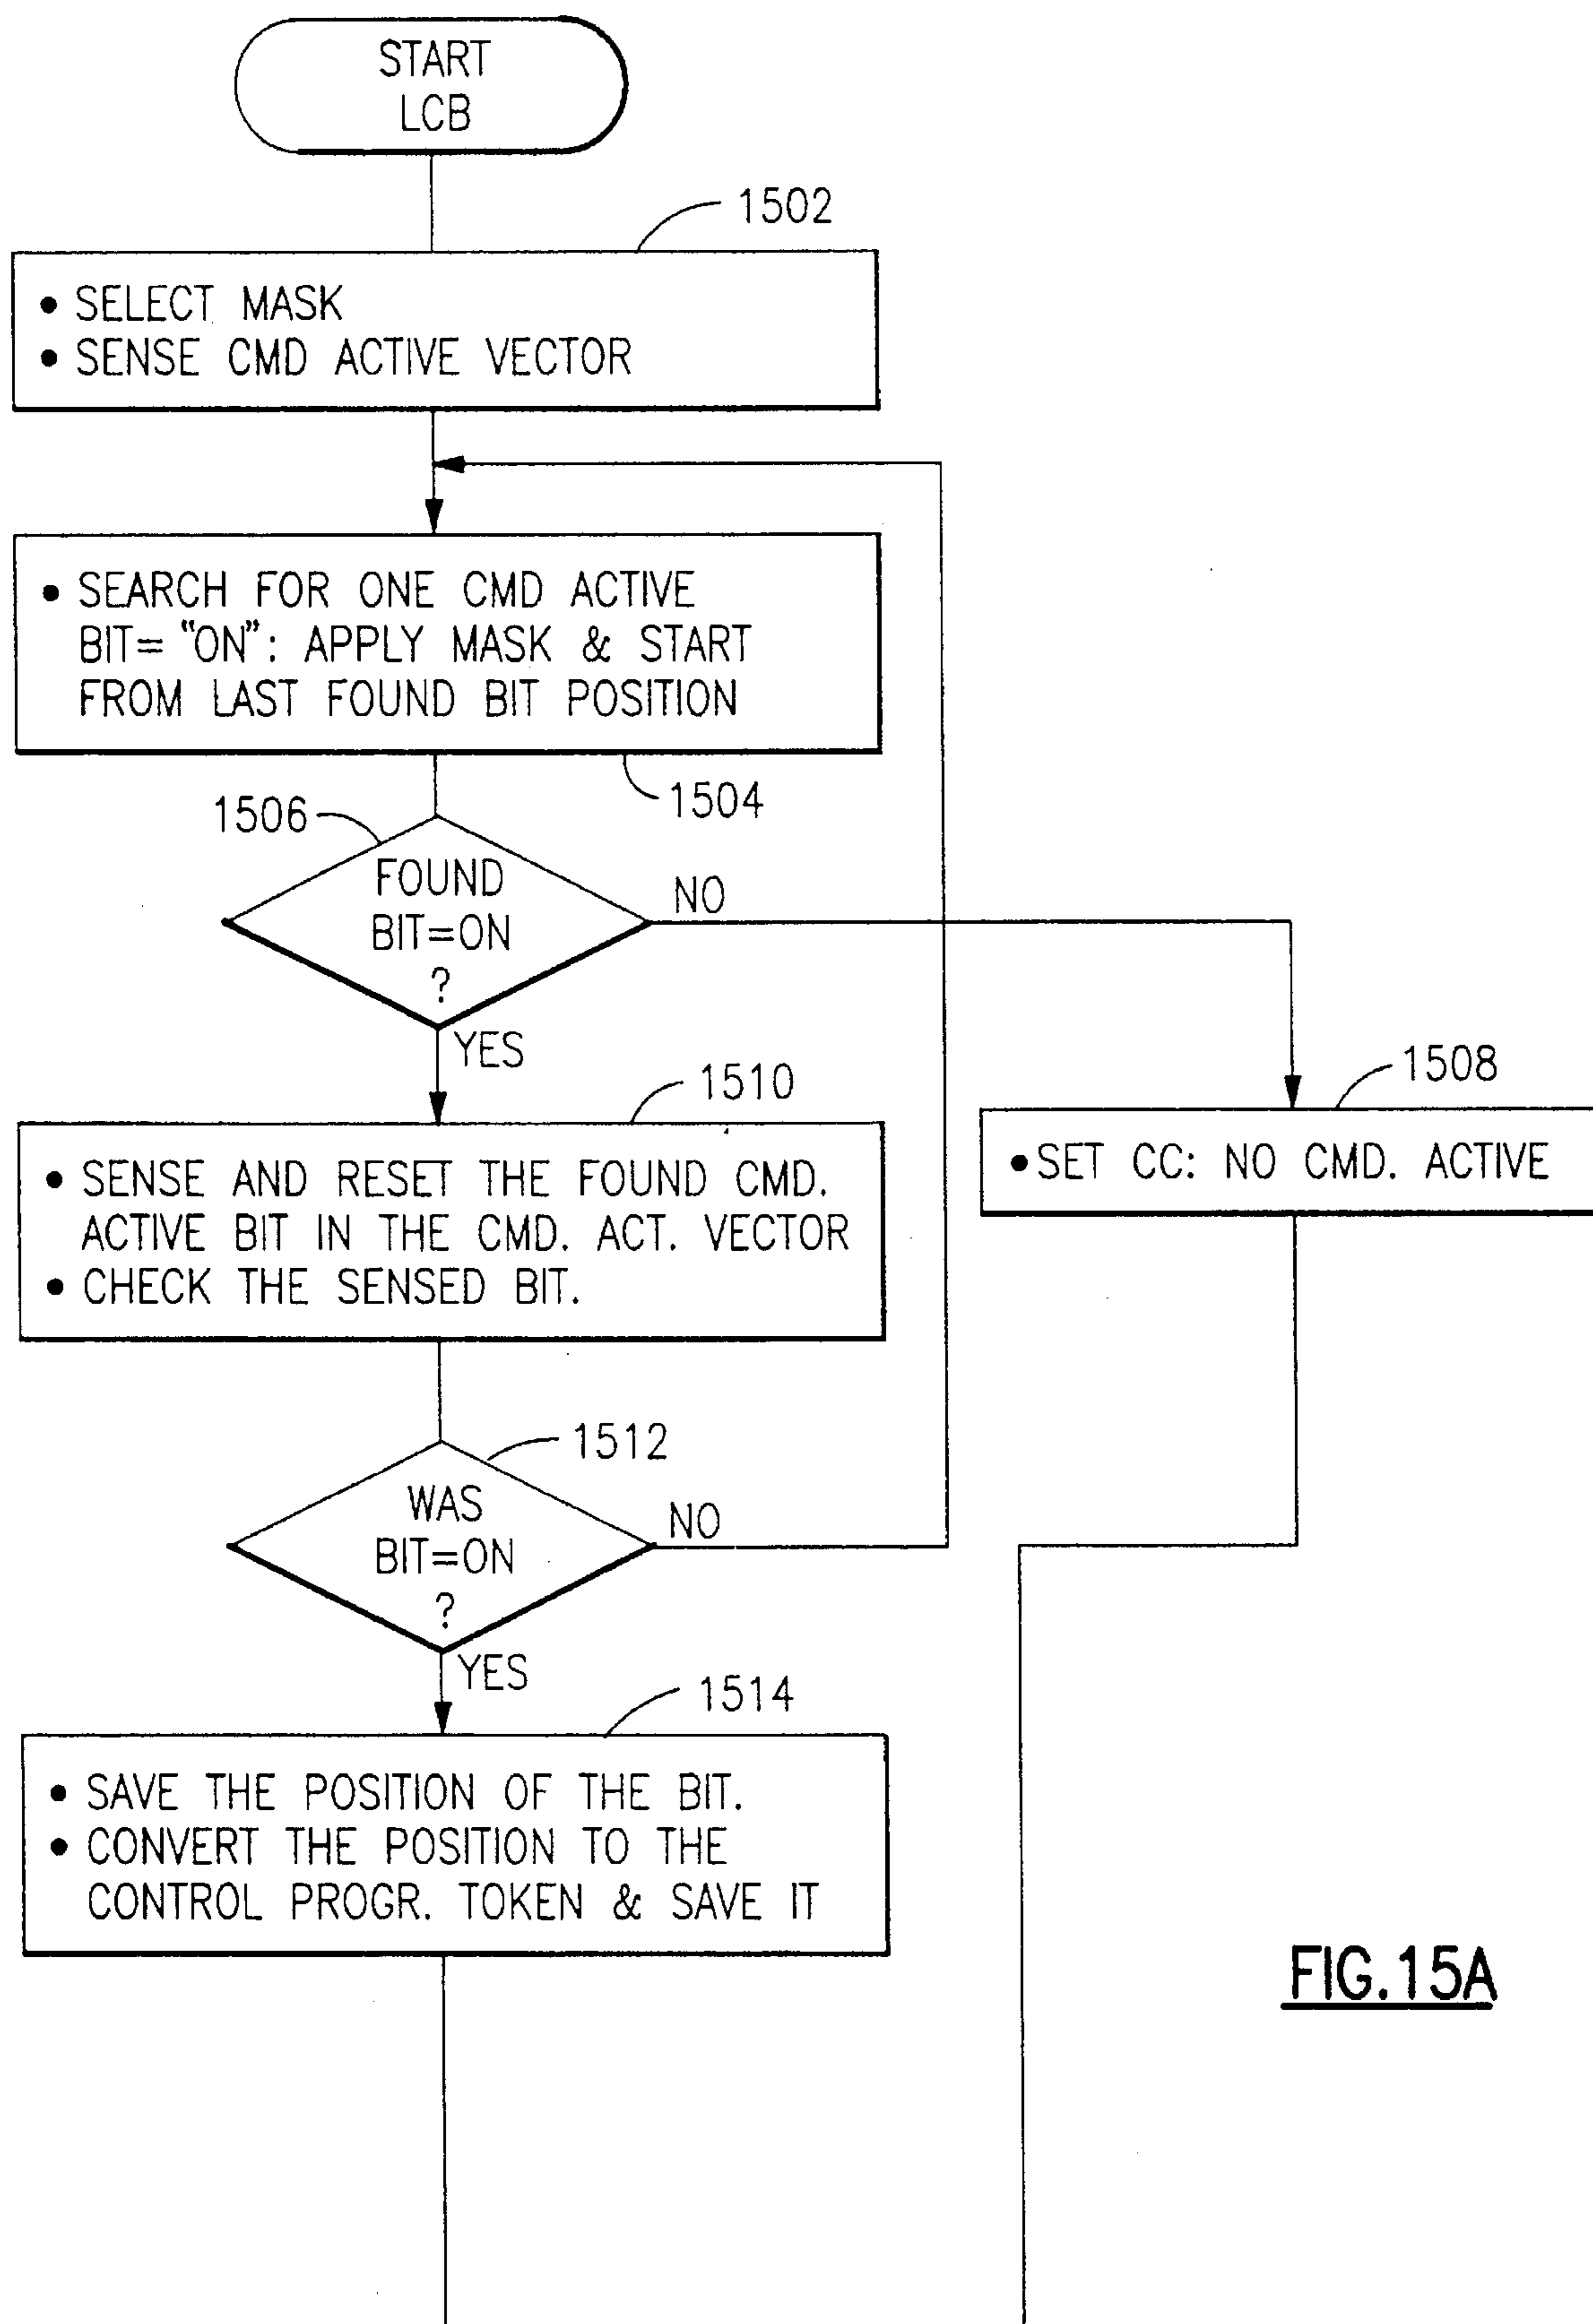 START
LCB
1502
• SELECT MASK
• SENSE CMD ACTIVE VECTOR
• SEARCH FOR ONE CMD ACTIVE
BIT= "ON": APPLY MASK & START
FROM LAST FOUND BIT POSITION
1504
1506
FOUND
BIT=ON
?
NO
YES
1508
• SET CC: NO CMD. ACTIVE
1510
• SENSE AND RESET THE FOUND CMD.
ACTIVE BIT IN THE CMD. ACT. VECTOR
• CHECK THE SENSED BIT.
1512
WAS
BIT=ON
?
NO
YES
1514
• SAVE THE POSITION OF THE BIT.
• CONVERT THE POSITION TO THE
CONTROL PROGR. TOKEN & SAVE IT
FIG.15A